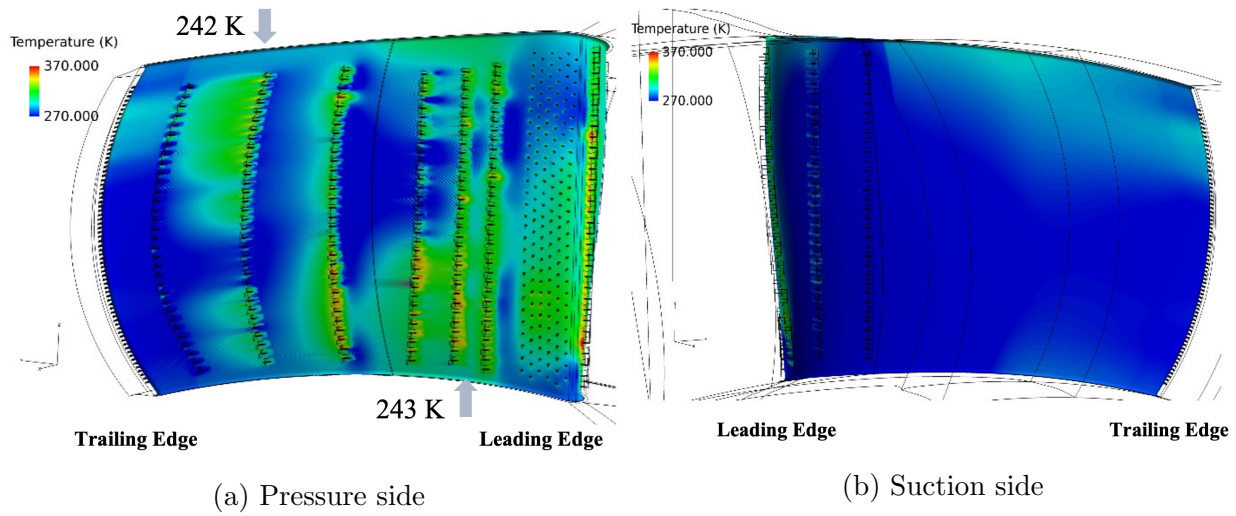 242 K
Temperature (K)
370.000
270.000
243 K
Trailing Edge
Leading Edge
(a) Pressure side
Temperature (K)
370.000
270.000
Leading Edge
Trailing Edge
(b) Suction side